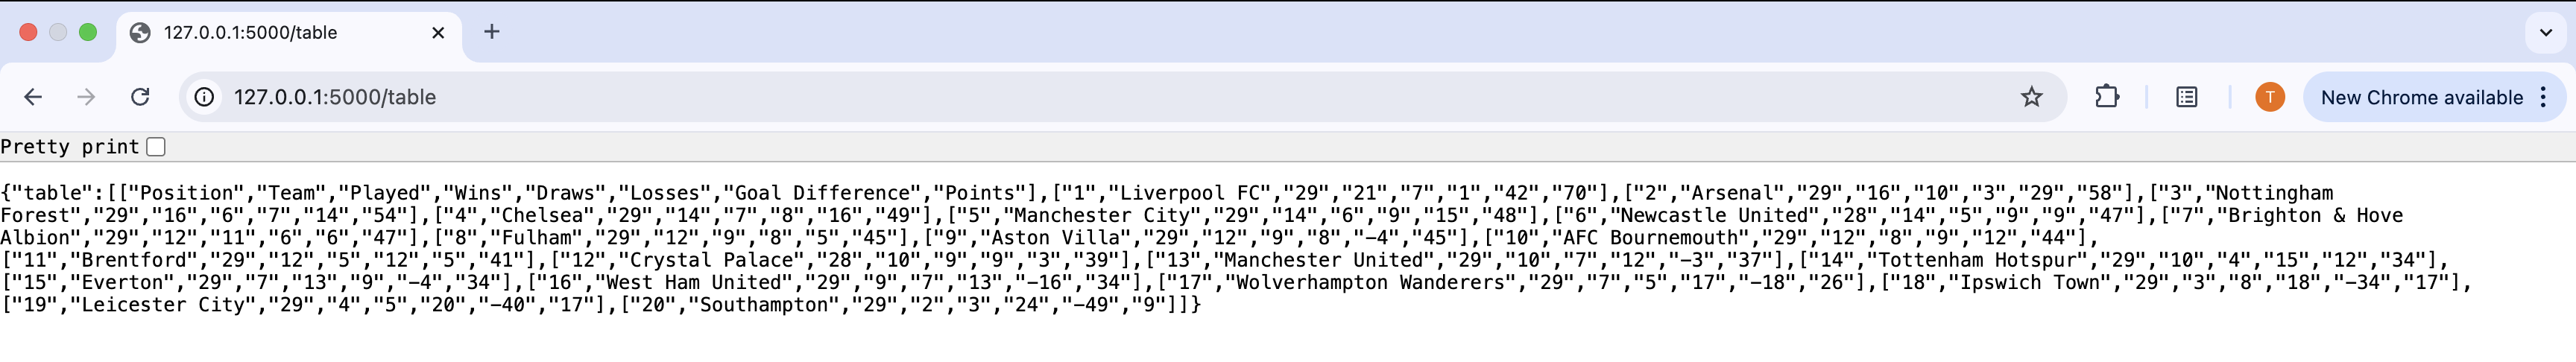 127.0.0.1:5000/table
127.0.0.1:5000/table
T
New Chrome available
Pretty print
{"table":[["Position","Team","Played","Wins","Draws","Losses","Goal Difference","Points"],["1","Liverpool FC","29","21","7","1","42","70"],["2","Arsenal","29","16","10","3","29","58"],["3","Nottingham
Forest","29","16","6","7","14","54"],["4","Chelsea","29","14","7","8","16","49"],["5","Manchester City","29","14","6","9","15","48"],["6","Newcastle United","28","14","5","9","9","47"],["7","Brighton & Hove
Albion","29","12","11","6","6","47"],["8","Fulham","29","12","9","8","5","45"],["9","Aston Villa","29","12","9","8","-4","45"],["10","AFC Bournemouth","29","12","8","9","12","44"],
["11","Brentford","29","12","5","12","5","41"],["12","Crystal Palace","28","10","9","9","3","39"],["13","Manchester United","29","10","7","12","-3","37"],["14","Tottenham Hotspur","29","10","4","15","12","34"],
["15","Everton","29","7","13","9","-4","34"],["16","West Ham United","29","9","7","13","-16","34"],["17","Wolverhampton Wanderers","29","7","5","17","-18","26"],["18","Ipswich Town","29","3","8","18","-34","17"],
["19","Leicester City","29","4","5","20","-40","17"],["20","Southampton","29","2","3","24","-49","9"]]}